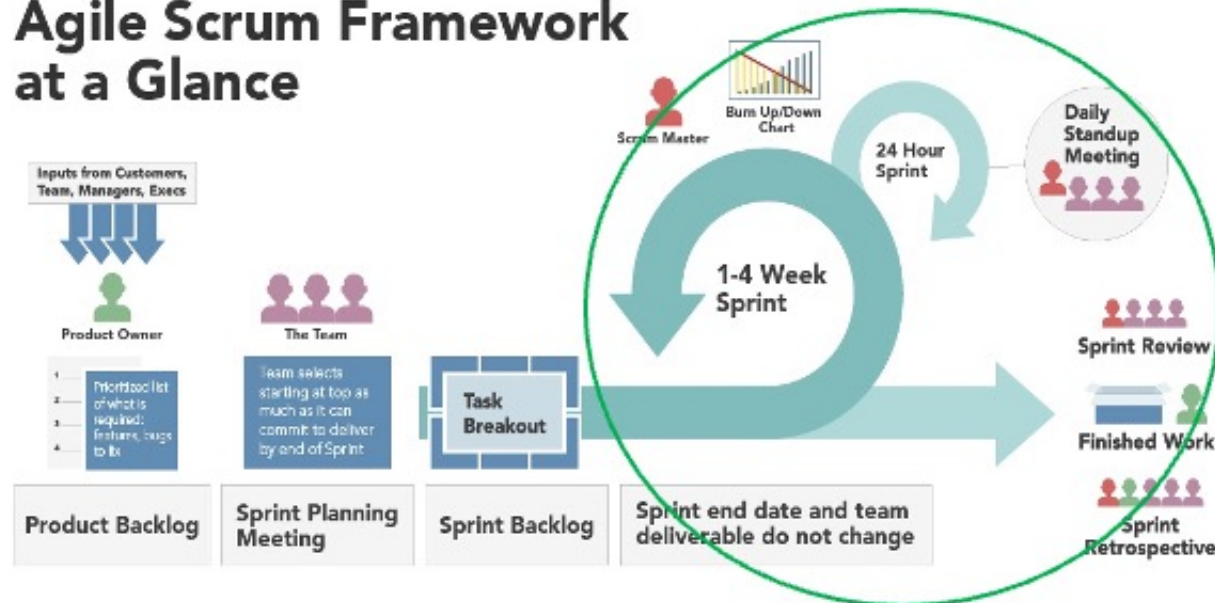 Agile Scrum Framework
at a Glance
Inputs from Customers,
Team, Managers, Execs
Product Owner
1
2
3
4
Prioritized list
of what is
required:
features, bugs
to fix
Product Backlog
The Team
Team selects
starting at top as
much as it can
commit to deliver
by end of Sprint
Sprint Planning
Meeting
Task
Breakout
Sprint Backlog
Scrum Master
Burn Up/Down
Chart
24 Hour
Sprint
Daily
Standup
Meeting
1-4 Week
Sprint
Sprint end date and team
deliverable do not change
Sprint Review
Finished Work
Sprint
Retrospective